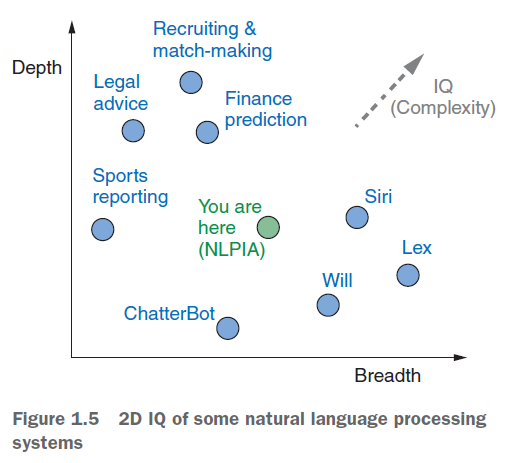 Recruiting &
match-making
Depth
Legal
advice
Finance
prediction
IQ
(Complexity)
Sports
reporting
You are
here
(NLPIA)
Siri
Lex
Will
ChatterBot
Breadth
Figure 1.5 2D IQ of some natural language processing
systems